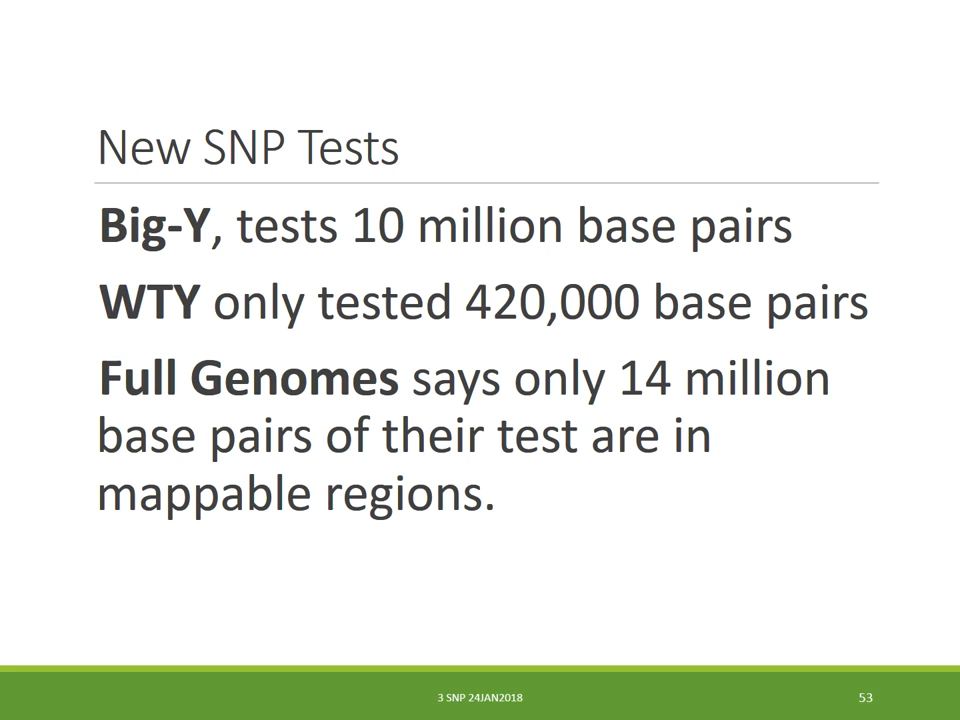 New SNP Tests
Big-Y, tests 10 million base pairs
WTY only tested 420,000 base pairs
Full Genomes says only 14 million
base pairs of their test are in
mappable regions.
3 SNP 24JAN2018
53